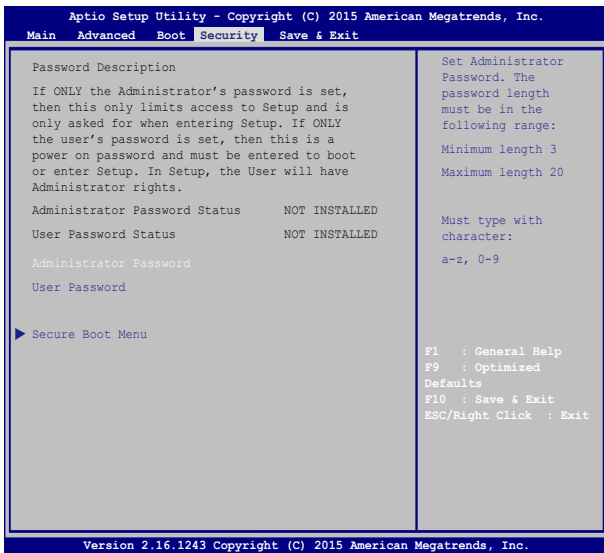 Aptio Setup Utility - Copyright (C) 2015 American Megatrends, Inc.
Main Advanced Boot Security Save & Exit
Password Description
If ONLY the Administrator's password is set,
then this only limits access to Setup and is
only asked for when entering Setup. If ONLY
the user's password is set, then this is a
power on password and must be entered to boot
or enter Setup. In Setup, the User will have
Administrator rights.
Administrator Password Status NOT INSTALLED
User Password Status NOT INSTALLED
Administrator Password
User Password
Secure Boot Menu
Set Administrator
Password. The
password length
must be in the
following range:
Minimum length 3
Maximum length 20
Must type with
character:
a-z, 0-9
F1 : General Help
F9 : Optimized
Defaults
F10 : Save & Exit
ESC/Right Click : Exit
Version 2.16.1243 Copyright (C) 2015 American Megatrends, Inc.